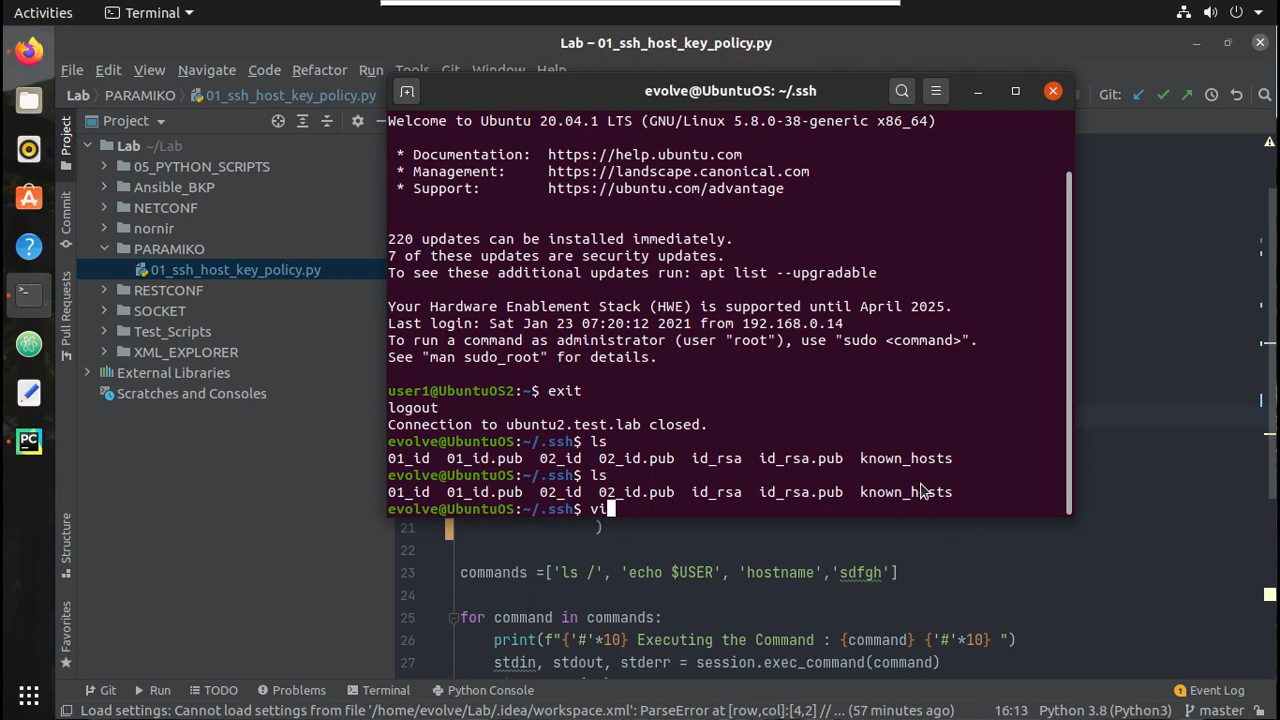 Activities
Terminal
Lab – 01_ssh_host_key_policy.py
File Edit View Navigate Code Refactor Run Tools Git Window Help
Lab PARAMIKO 01_ssh_host_key_policy.py
Git:
Project
Lab ~/Lab
05_PYTHON_SCRIPTS
Ansible_BKP
NETCONF
nornir
PARAMIKO
01_ssh_host_key_policy.py
RESTCONF
SOCKET
Test_Scripts
XML_EXPLORER
External Libraries
Scratches and Consoles
Project
Commit
Pull Requests
Structure
Favorites
evolve@UbuntuOS: ~/.ssh
Welcome to Ubuntu 20.04.1 LTS (GNU/Linux 5.8.0-38-generic x86_64)
* Documentation: https://help.ubuntu.com
* Management: https://landscape.canonical.com
* Support: https://ubuntu.com/advantage
220 updates can be installed immediately.
7 of these updates are security updates.
To see these additional updates run: apt list --upgradable
Your Hardware Enablement Stack (HWE) is supported until April 2025.
Last login: Sat Jan 23 07:20:12 2021 from 192.168.0.14
To run a command as administrator (user "root"), use "sudo <command>".
See "man sudo_root" for details.
user1@UbuntuOS2:~$ exit
logout
Connection to ubuntu2.test.lab closed.
evolve@UbuntuOS:~/.ssh$ ls
01_id 01_id.pub 02_id 02_id.pub id_rsa id_rsa.pub known_hosts
evolve@UbuntuOS:~/.ssh$ ls
01_id 01_id.pub 02_id 02_id.pub id_rsa id_rsa.pub known_hosts
evolve@UbuntuOS:~/.ssh$ vi
21 )
22
23 commands =['ls /', 'echo $USER', 'hostname','sdfgh']
24
25 for command in commands:
26 print(f"{'#'*10} Executing the Command : {command} {'#'*10} ")
27 stdin, stdout, stderr = session.exec_command(command)
Git Run TODO Problems Terminal Python Console
1 Event Log
Load settings: Cannot load settings from file '/home/evolve/Lab/.idea/workspace.xml': ParseError at [row,col]:[4,2] // ... (57 minutes ago)
16:13 Python 3.8 (Python3) master